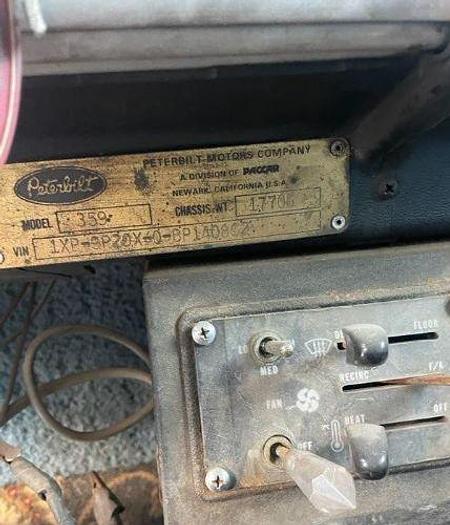 Peterbilt
PETERBILT MOTORS COMPANY
A DIVISION OF PACCAR
NEWARK, CALIFORNIA U.S.A.
MODEL 359 CHASSIS WT.
VIN
FLOOR
MED
RECIRC
FAN
HEAT OFF
OFF